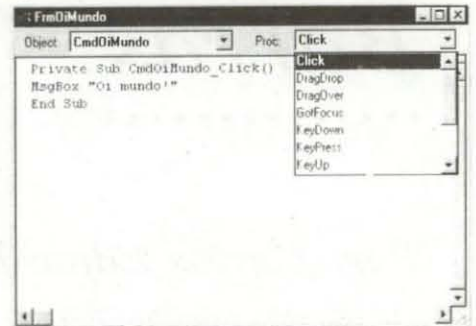 FrmOiMundo
Object: CmdOiMundo Proc: Click
Private Sub CmdOiMundo_Click()
MsgBox "Oi mundo!"
End Sub
Click
DragDrop
DragOver
GotFocus
KeyDown
KeyPress
KeyUp